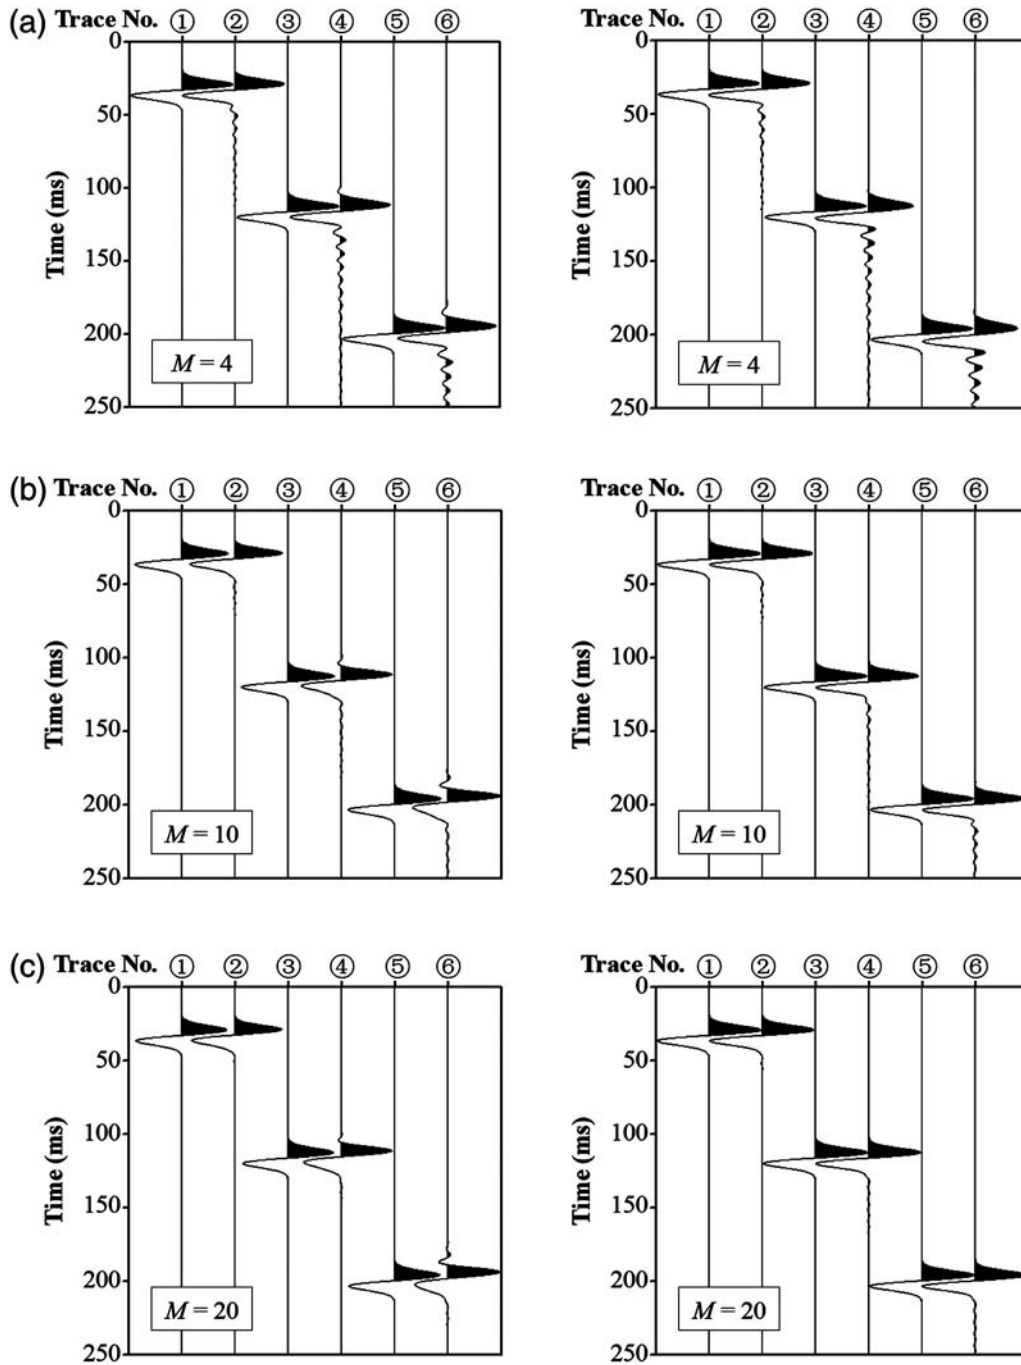 (a) Trace No. ① ② ③ ④ ⑤ ⑥
0
50
100
150
200
250
Time (ms)
M = 4
Trace No. ① ② ③ ④ ⑤ ⑥
0
50
100
150
200
250
Time (ms)
M = 4
(b) Trace No. ① ② ③ ④ ⑤ ⑥
0
50
100
150
200
250
Time (ms)
M = 10
Trace No. ① ② ③ ④ ⑤ ⑥
0
50
100
150
200
250
Time (ms)
M = 10
(c) Trace No. ① ② ③ ④ ⑤ ⑥
0
50
100
150
200
250
Time (ms)
M = 20
Trace No. ① ② ③ ④ ⑤ ⑥
0
50
100
150
200
250
Time (ms)
M = 20